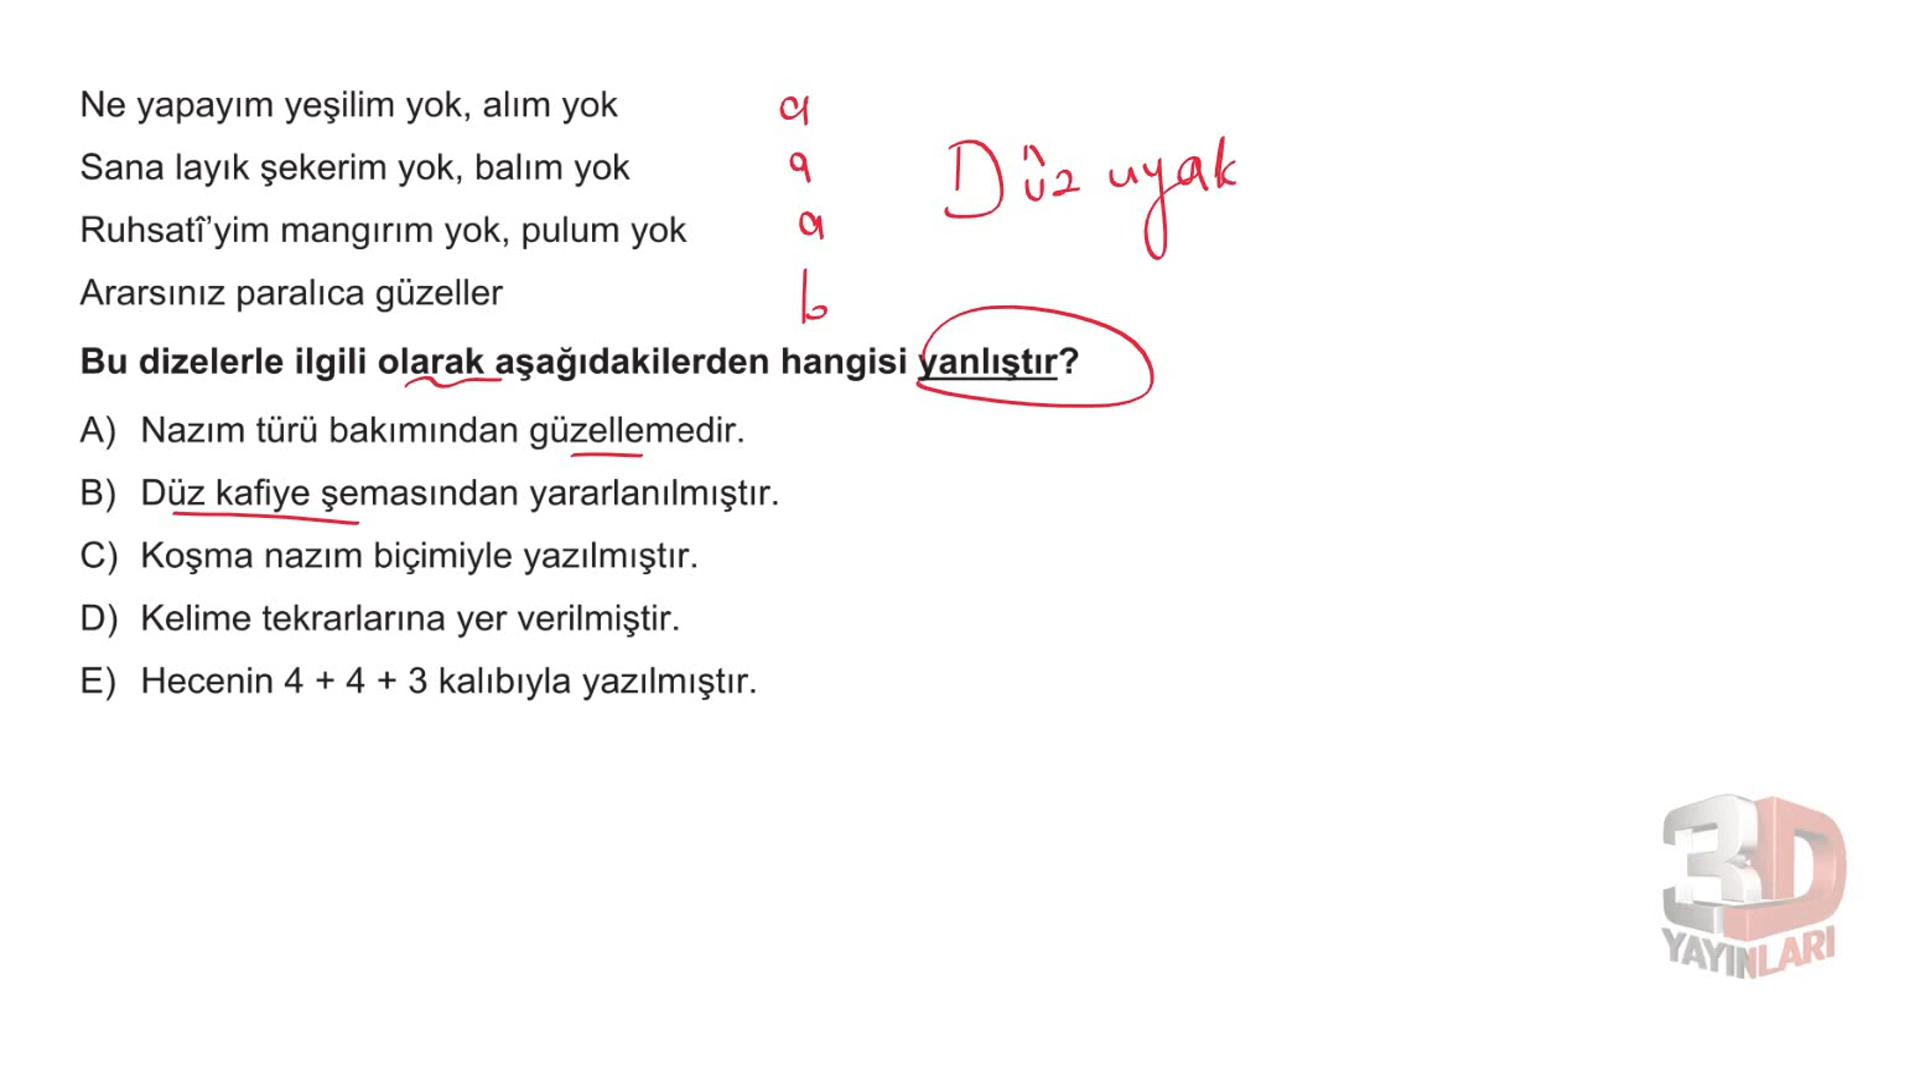 Ne yapayım yeşilim yok, alım yok a
Sana layık şekerim yok, balım yok a
Ruhsatî’yim mangırım yok, pulum yok a
Ararsınız paralıca güzeller b
Düz uyak
Bu dizelerle ilgili olarak aşağıdakilerden hangisi yanlıştır?
A) Nazım türü bakımından güzellemedir.
B) Düz kafiye şemasından yararlanılmıştır.
C) Koşma nazım biçimiyle yazılmıştır.
D) Kelime tekrarlarına yer verilmiştir.
E) Hecenin 4 + 4 + 3 kalıbıyla yazılmıştır.
3D
YAYINLARI